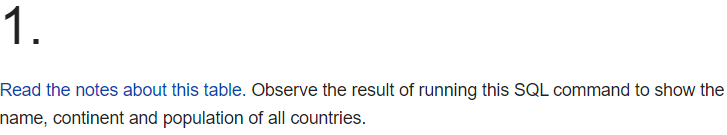 1.
Read the notes about this table. Observe the result of running this SQL command to show the
name, continent and population of all countries.